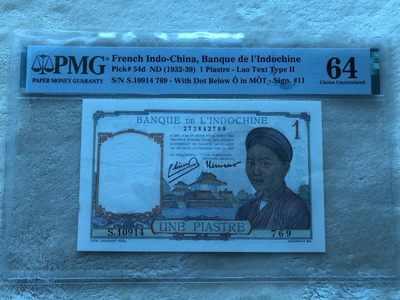 PMG
PAPER MONEY GUARANTY
French Indo-China, Banque de l'Indochine
Pick# 54d ND (1932-39) 1 Piastre - Lao Text Type II
S/N S.10914 769 - With Dot Below Ô in MỘT - Sign. #11
64
Choice Uncirculated
BANQUE DE L'INDOCHINE
272842769
1
S.10914
UNE PIASTRE
769